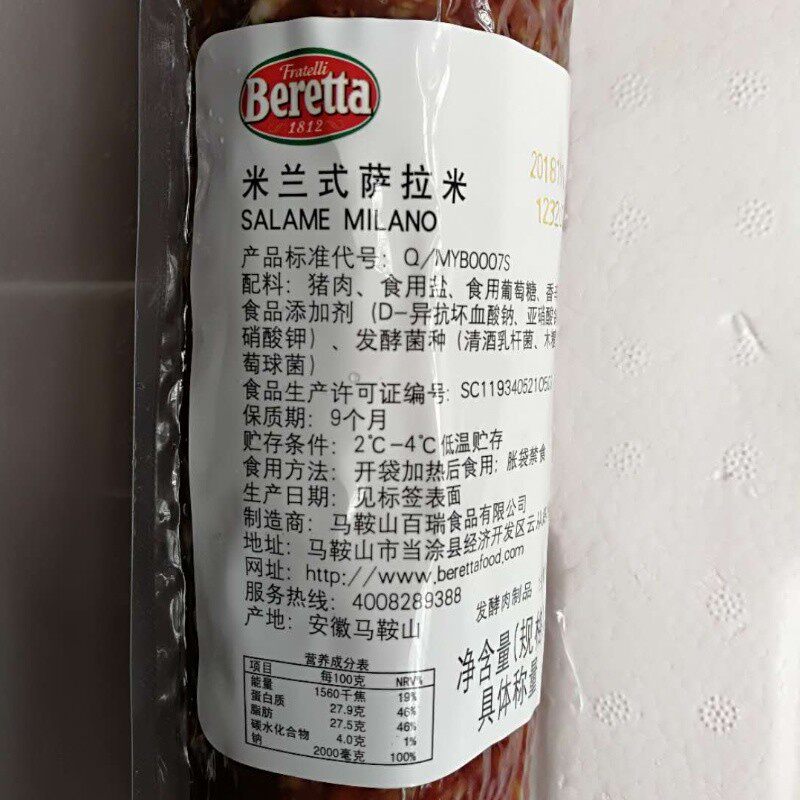 Fratelli
Beretta
1812
米兰式萨拉米
SALAME MILANO
2018
1232
产品标准代号：Q/MYB0007S
配料：猪肉、食用盐、食用葡萄糖、香
食品添加剂（D-异抗坏血酸钠、亚硝酸
硝酸钾）、发酵菌种（清酒乳杆菌、木糖
葡球菌）
食品生产许可证编号：SC11934052105
保质期：9个月
贮存条件：2℃-4℃低温贮存
食用方法：开袋加热后食用；胀袋禁食
生产日期：见标签表面
制造商：马鞍山百瑞食品有限公司
地址：马鞍山市当涂县经济开发区云
网址：http://www.berettafood.com
服务热线：4008289388
产地：安徽马鞍山
发酵肉制品
净含量(规格
具体称量
营养成分表
项目 每100克 NRV%
能量 1560千焦 19%
蛋白质 27.9克 46%
脂肪 27.5克 46%
碳水化合物 4.0克 1%
钠 2000毫克 100%